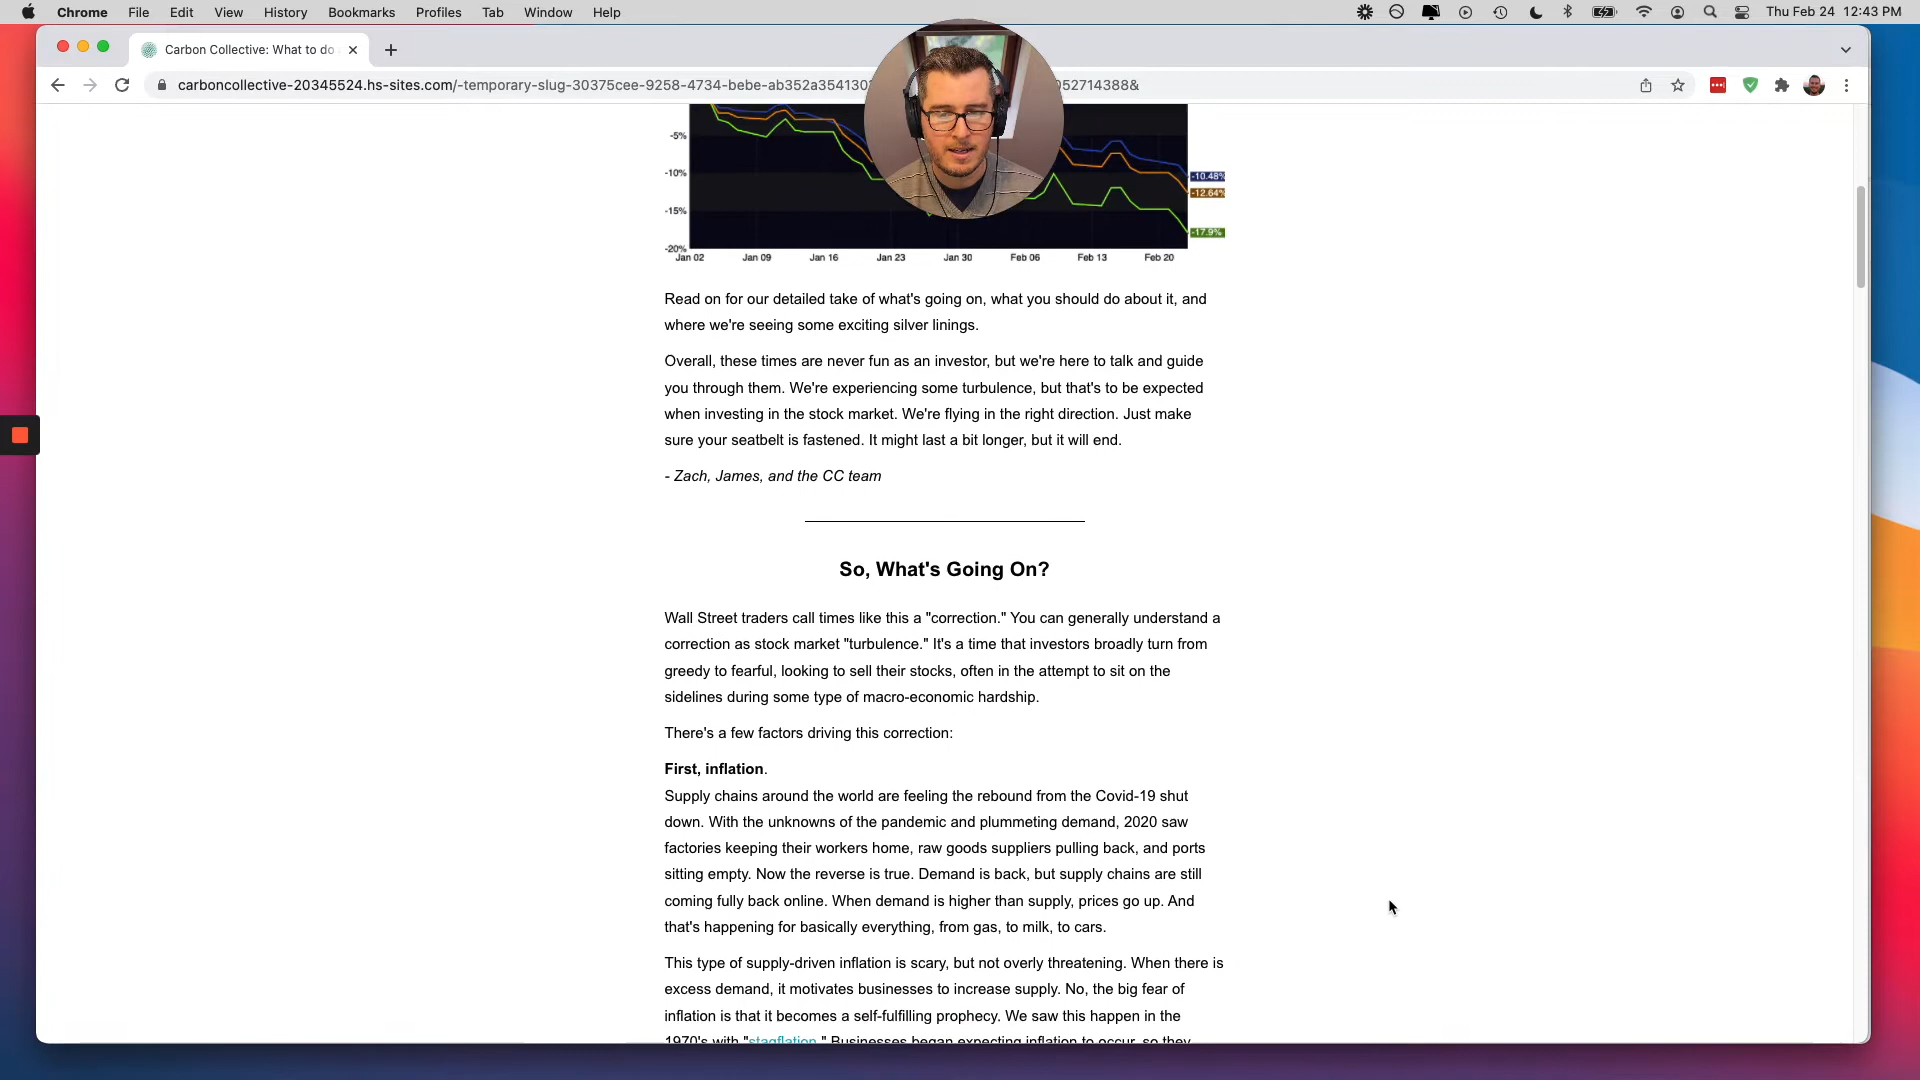 Chrome File Edit View History Bookmarks Profiles Tab Window Help Thu Feb 24 12:43 PM
Carbon Collective: What to do
carboncollective-20345524.hs-sites.com/-temporary-slug-30375cee-9258-4734-bebe-ab352a354130 52714388&
-5%
-10%
-15%
-20%
-10.48%
-12.64%
-17.9%
Jan 02 Jan 09 Jan 16 Jan 23 Jan 30 Feb 06 Feb 13 Feb 20
Read on for our detailed take of what's going on, what you should do about it, and
where we're seeing some exciting silver linings.
Overall, these times are never fun as an investor, but we're here to talk and guide
you through them. We're experiencing some turbulence, but that's to be expected
when investing in the stock market. We're flying in the right direction. Just make
sure your seatbelt is fastened. It might last a bit longer, but it will end.
- Zach, James, and the CC team
So, What's Going On?
Wall Street traders call times like this a "correction." You can generally understand a
correction as stock market "turbulence." It's a time that investors broadly turn from
greedy to fearful, looking to sell their stocks, often in the attempt to sit on the
sidelines during some type of macro-economic hardship.
There's a few factors driving this correction:
First, inflation.
Supply chains around the world are feeling the rebound from the Covid-19 shut
down. With the unknowns of the pandemic and plummeting demand, 2020 saw
factories keeping their workers home, raw goods suppliers pulling back, and ports
sitting empty. Now the reverse is true. Demand is back, but supply chains are still
coming fully back online. When demand is higher than supply, prices go up. And
that's happening for basically everything, from gas, to milk, to cars.
This type of supply-driven inflation is scary, but not overly threatening. When there is
excess demand, it motivates businesses to increase supply. No, the big fear of
inflation is that it becomes a self-fulfilling prophecy. We saw this happen in the
1970's with "stagflation." Businesses began expecting inflation to occur, so they